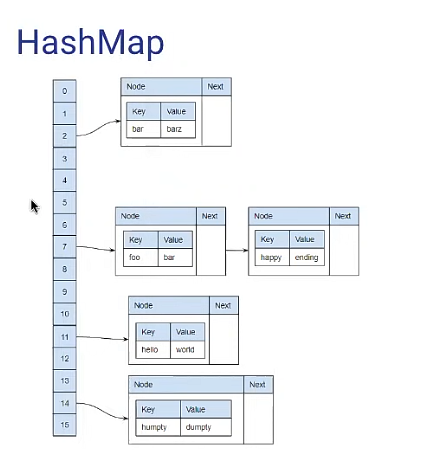 HashMap
0
1
2
3
4
5
6
7
8
9
10
11
12
13
14
15
Node Next
Key Value
bar barz
Node Next
Key Value
foo bar
Node Next
Key Value
happy ending
Node Next
Key Value
hello world
Node Next
Key Value
humpty dumpty